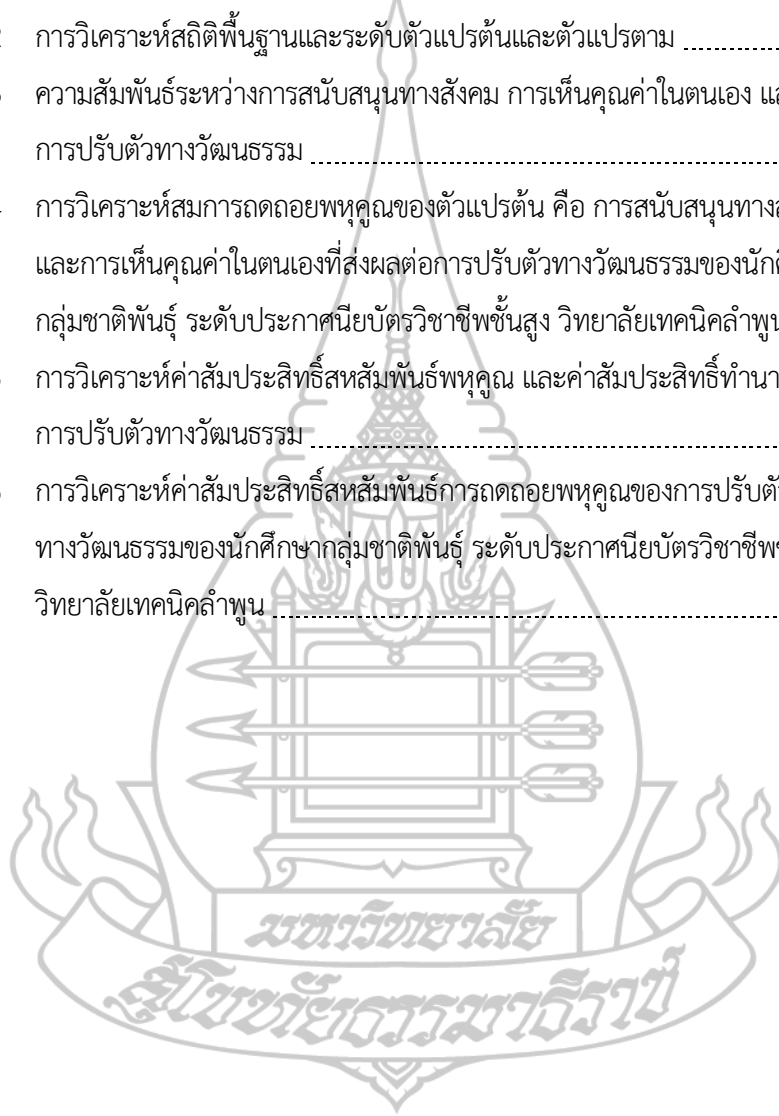 การวิเคราะห์สถิติพื้นฐานและระดับตัวแปรต้นและตัวแปรตาม
ความสัมพันธ์ระหว่างการสนับสนุนทางสังคม การเห็นคุณค่าในตนเอง
การปรับตัวทางวัฒนธรรม
การวิเคราะห์สมการถดถอยพหุคูณของตัวแปรต้น คือ การสนับสนุน
และการเห็นคุณค่าในตนเองที่ส่งผลต่อการปรับตัวทางวัฒนธรรม
กลุ่มชาติพันธุ์ ระดับประกาศนียบัตรวิชาชีพชั้นสูง วิทยาลัยเทคนิคลำพูน
การวิเคราะห์ค่าสัมประสิทธิ์สหสัมพันธ์พหุคูณ และค่าสัมประสิทธิ์
การปรับตัวทางวัฒนธรรม
การวิเคราะห์ค่าสัมประสิทธิ์สหสัมพันธ์การถดถอยพหุคูณของการ
ทางวัฒนธรรมของนักศึกษากลุ่มชาติพันธุ์ ระดับประกาศนียบัตรวิชาชีพ
วิทยาลัยเทคนิคลำพูน
มหาวิทยาลัย
สุโขทัยธรรมาธิราช